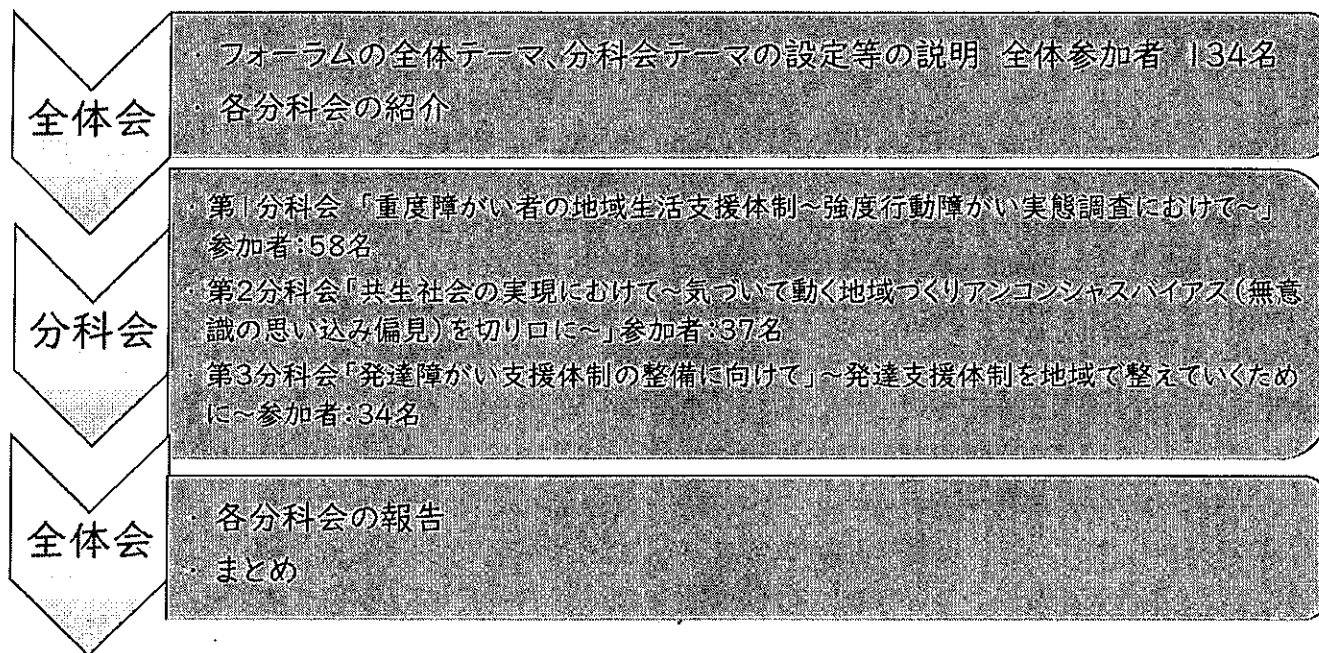 全体会
・ フォーラムの全体テーマ、分科会テーマの設定等の説明 全体参加者 134名
・ 各分科会の紹介
分科会
・ 第1分科会 「重度障がい者の地域生活支援体制~強度行動障がい実態調査におけて~」
参加者:58名
・ 第2分科会「共生社会の実現におけて~気づいて動く地域づくりアンコンシャスバイアス(無意
識の思い込み偏見)を切り口に~」参加者:37名
・ 第3分科会「発達障がい支援体制の整備に向けて」~発達支援体制を地域で整えていくため
に~参加者:34名
全体会
・ 各分科会の報告
・ まとめ